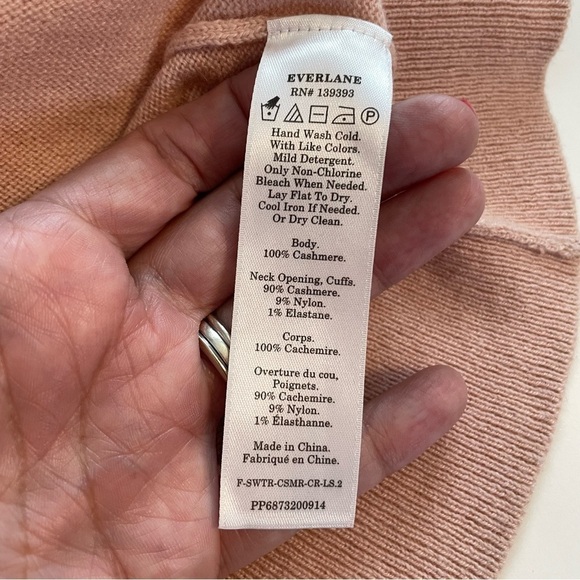 EVERLANE
RN# 139393
P
Hand Wash Cold.
With Like Colors.
Mild Detergent.
Only Non-Chlorine
Bleach When Needed.
Lay Flat To Dry.
Cool Iron If Needed.
Or Dry Clean.
Body.
100% Cashmere.
Neck Opening, Cuffs.
90% Cashmere.
9% Nylon.
1% Elastane.
Corps.
100% Cachemire.
Overture du cou,
Poignets.
90% Cachemire.
9% Nylon.
1% Élasthanne.
Made in China.
Fabriqué en Chine.
F-SWTR-CSMR-CR-LS.2
PP6873200914